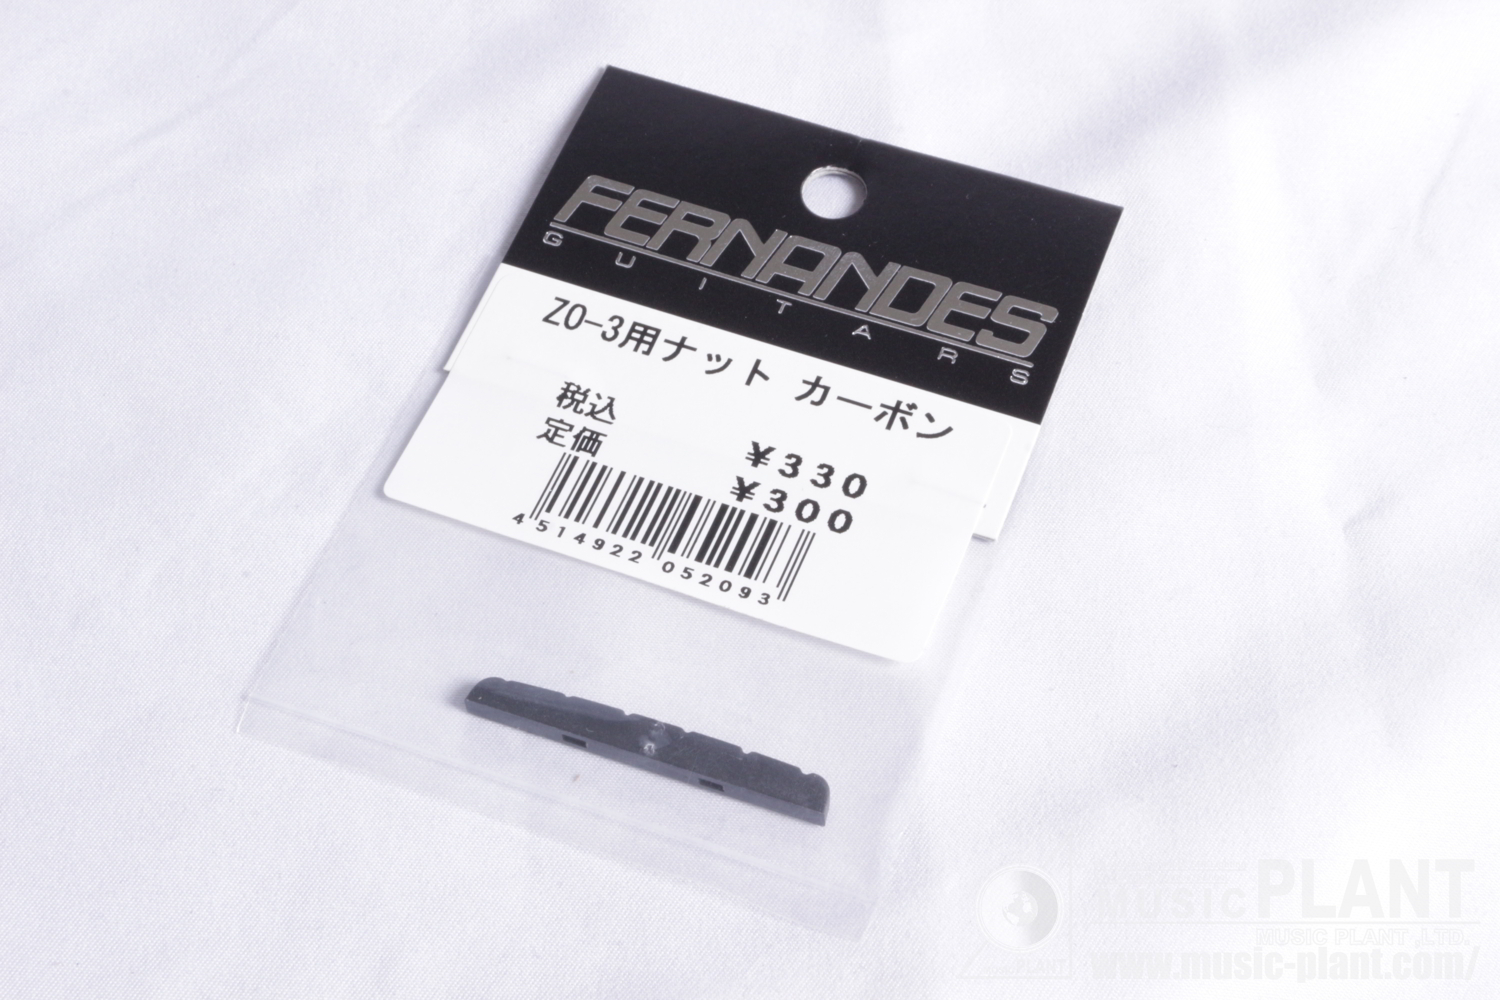 FERNANDES
GUITARS
ZO-3用ナット カーボン
税込 ¥330
定価 ¥300
4 514922 052093
MUSIC PLANT
MUSIC PLANT ,LTD.
www.music-plant.com/